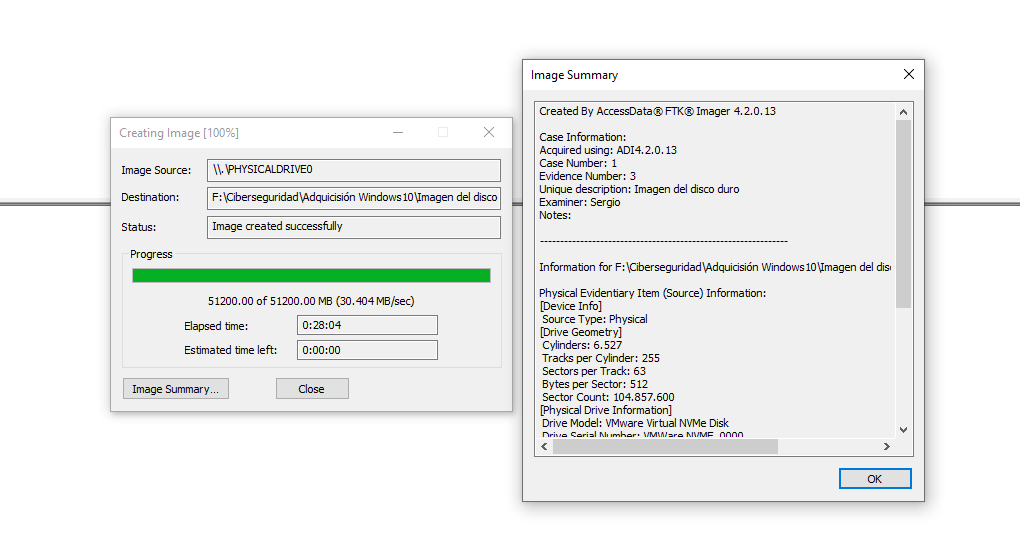 Creating Image [100%]
Image Source: \\.\PHYSICALDRIVE0
Destination: F:\Ciberseguridad\Adquicisión Windows10\Imagen del disco
Status: Image created successfully
Progress
51200.00 of 51200.00 MB (30.404 MB/sec)
Elapsed time: 0:28:04
Estimated time left: 0:00:00
Image Summary... Close
Image Summary
Created By AccessData® FTK® Imager 4.2.0.13
Case Information:
Acquired using: ADI4.2.0.13
Case Number: 1
Evidence Number: 3
Unique description: Imagen del disco duro
Examiner: Sergio
Notes:
--------------------------------------------------------------
Information for F:\Ciberseguridad\Adquicisión Windows10\Imagen del dis
Physical Evidentiary Item (Source) Information:
[Device Info]
Source Type: Physical
[Drive Geometry]
Cylinders: 6.527
Tracks per Cylinder: 255
Sectors per Track: 63
Bytes per Sector: 512
Sector Count: 104.857.600
[Physical Drive Information]
Drive Model: VMware Virtual NVMe Disk
Drive Serial Number: VMWare NVME_0000
OK